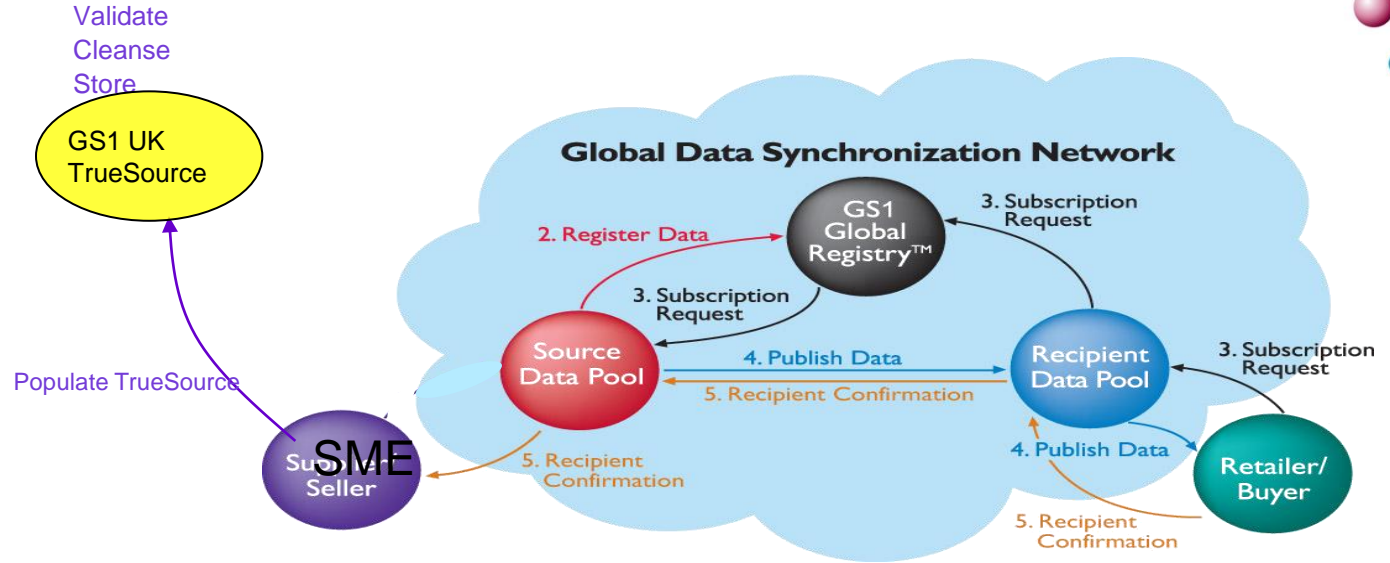 Validate
Cleanse
Store
GS1 UK
TrueSource
Global Data Synchronization Network
GS1
Global
Registry™
3. Subscription
Request
2. Register Data
3. Subscription
Request
Source
Data Pool
4. Publish Data
5. Recipient Confirmation
Recipient
Data Pool
3. Subscription
Request
Populate TrueSource
SME
Supplier/
Seller
5. Recipient
Confirmation
4. Publish Data
Retailer/
Buyer
5. Recipient
Confirmation